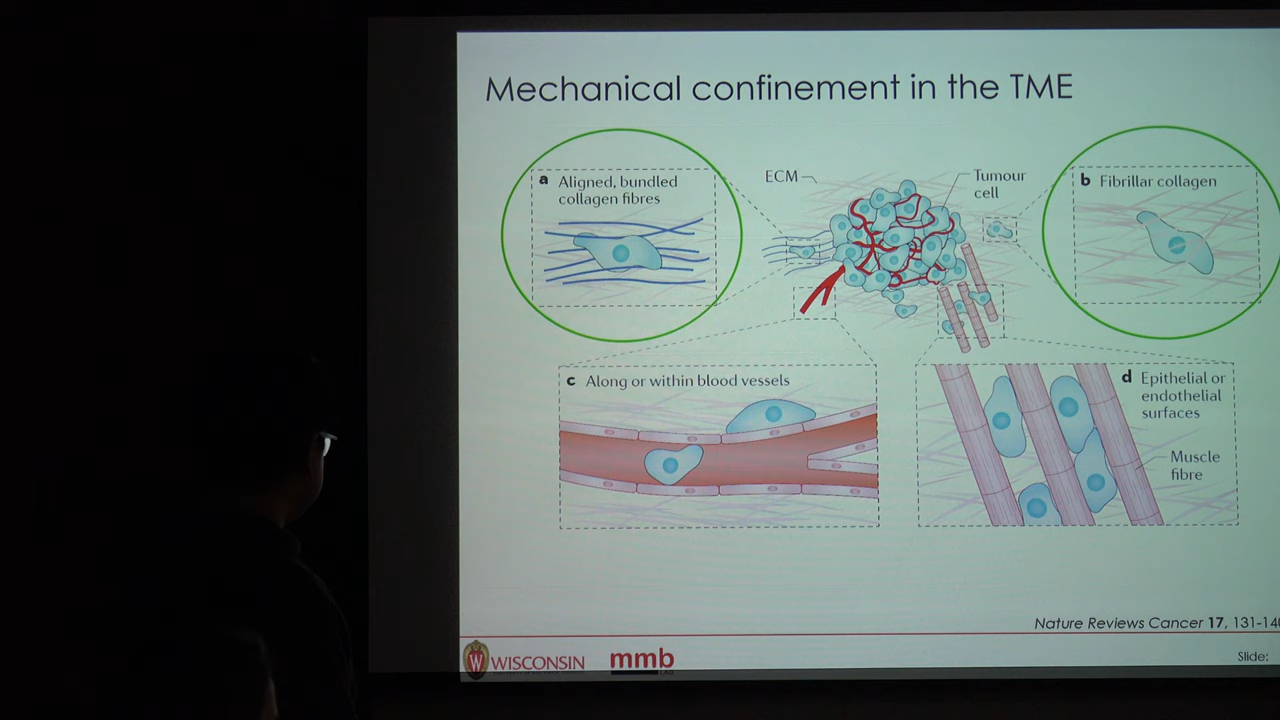 Mechanical confinement in the TME
a Aligned, bundled
collagen fibres
ECM
Tumour
cell
b Fibrillar collagen
c Along or within blood vessels
d Epithelial or
endothelial
surfaces
Muscle
fibre
Nature Reviews Cancer 17, 131-14
Slide:
W WISCONSIN
mmb